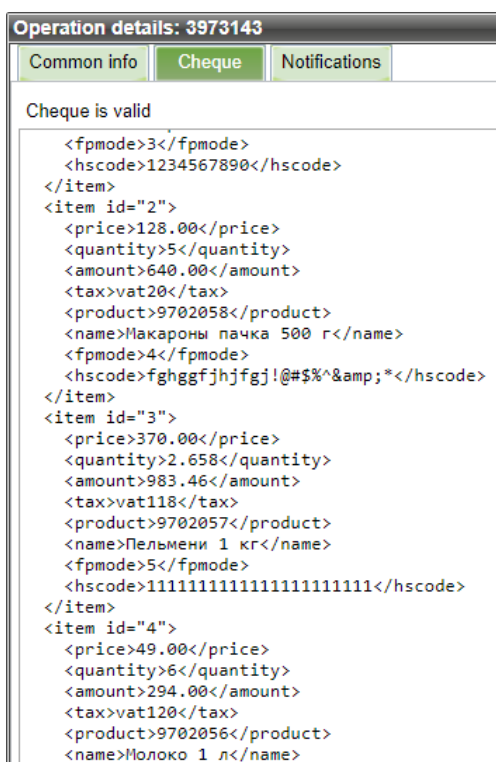 Operation details: 3973143
Common info
Cheque
Notifications
Cheque is valid
<fpmode>3</fpmode>
<hscode>1234567890</hscode>
</item>
<item id="2">
<price>128.00</price>
<quantity>5</quantity>
<amount>640.00</amount>
<tax>vat20</tax>
<product>9702058</product>
<name>Макароны пачка 500 г</name>
<fpmode>4</fpmode>
<hscode>fghggfjhjfgj!@#$%^&amp;*</hscode>
</item>
<item id="3">
<price>370.00</price>
<quantity>2.658</quantity>
<amount>983.46</amount>
<tax>vat118</tax>
<product>9702057</product>
<name>Пельмени 1 кг</name>
<fpmode>5</fpmode>
<hscode>1111111111111111111111</hscode>
</item>
<item id="4">
<price>49.00</price>
<quantity>6</quantity>
<amount>294.00</amount>
<tax>vat120</tax>
<product>9702056</product>
<name>Молоко 1 л</name>